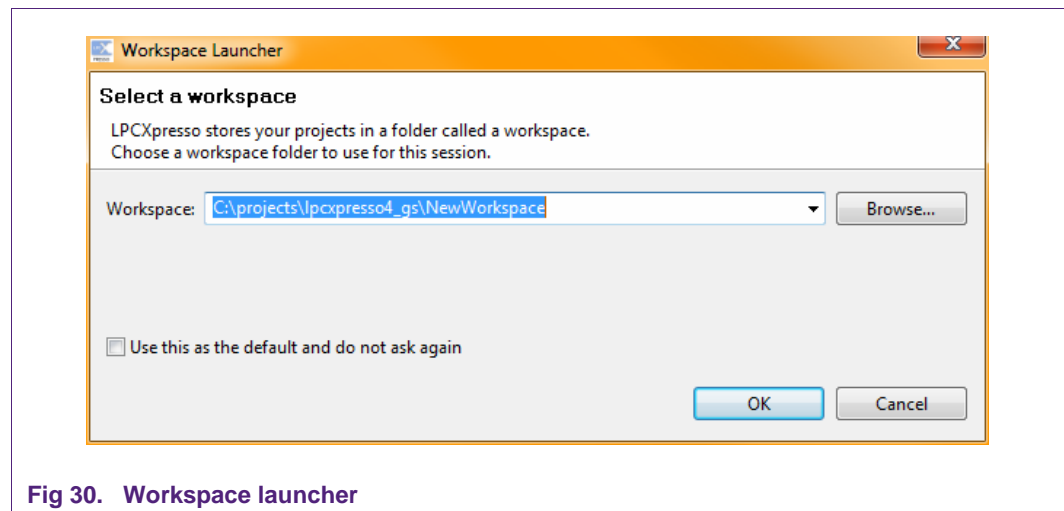 Workspace Launcher
Select a workspace
LPCXpresso stores your projects in a folder called a workspace.
Choose a workspace folder to use for this session.
Workspace: C:\projects\lpcxpresso4_gs\NewWorkspace Browse...
Use this as the default and do not ask again
OK Cancel
Fig 30. Workspace launcher